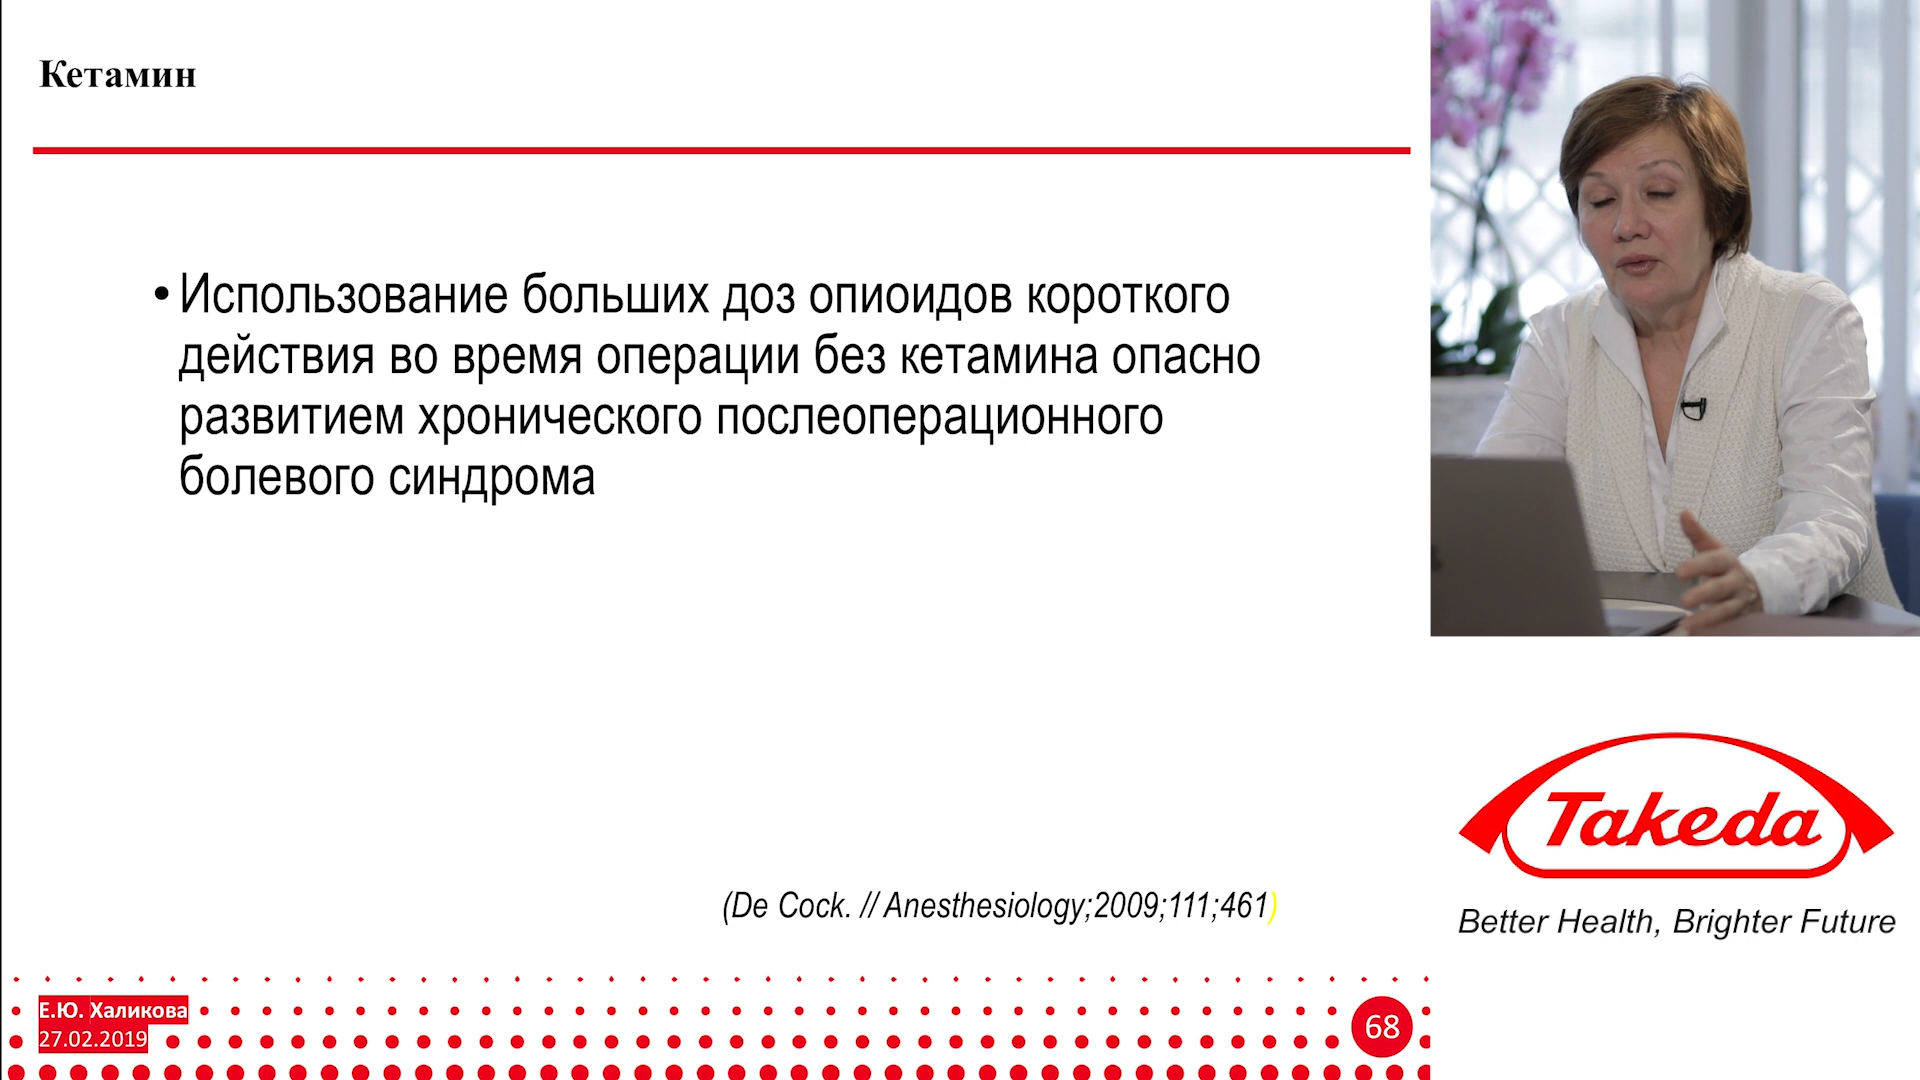 Кетамин
• Использование больших доз опиоидов короткого
действия во время операции без кетамина опасно
развитием хронического послеоперационного
болевого синдрома
(De Cock. // Anesthesiology;2009;111;461)
Е.Ю. Халикова
27.02.2019
68
Takeda
Better Health, Brighter Future